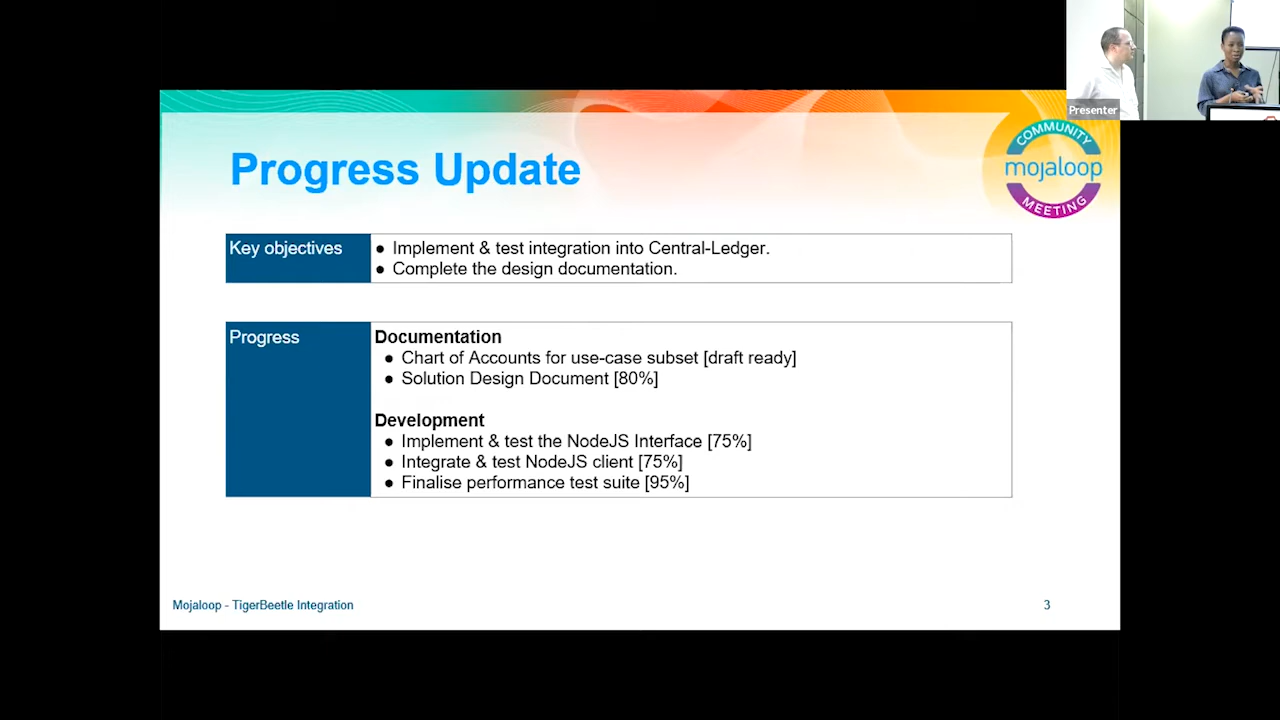 Presenter
COMMUNITY
mojaloop
MEETING
Progress Update
Key objectives
● Implement & test integration into Central-Ledger.
● Complete the design documentation.
Progress
Documentation
● Chart of Accounts for use-case subset [draft ready]
● Solution Design Document [80%]
Development
● Implement & test the NodeJS Interface [75%]
● Integrate & test NodeJS client [75%]
● Finalise performance test suite [95%]
Mojaloop - TigerBeetle Integration
3